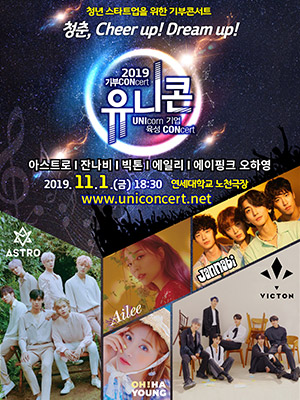 청년 스타트업을 위한 기부콘서트
청춘, Cheer up! Dream up!
2019
기부CONcert
유니콘
UNIcorn 기업
육성 CONcert
아스트로 I 잔나비 I 빅톤 I 에일리 I 에이핑크 오하영
2019. 11.1.(금) 18:30 연세대학교 노천극장
www.uniconcert.net
ASTRO
Jannabi
VICTON
Ailee
OH!HA
YOUNG